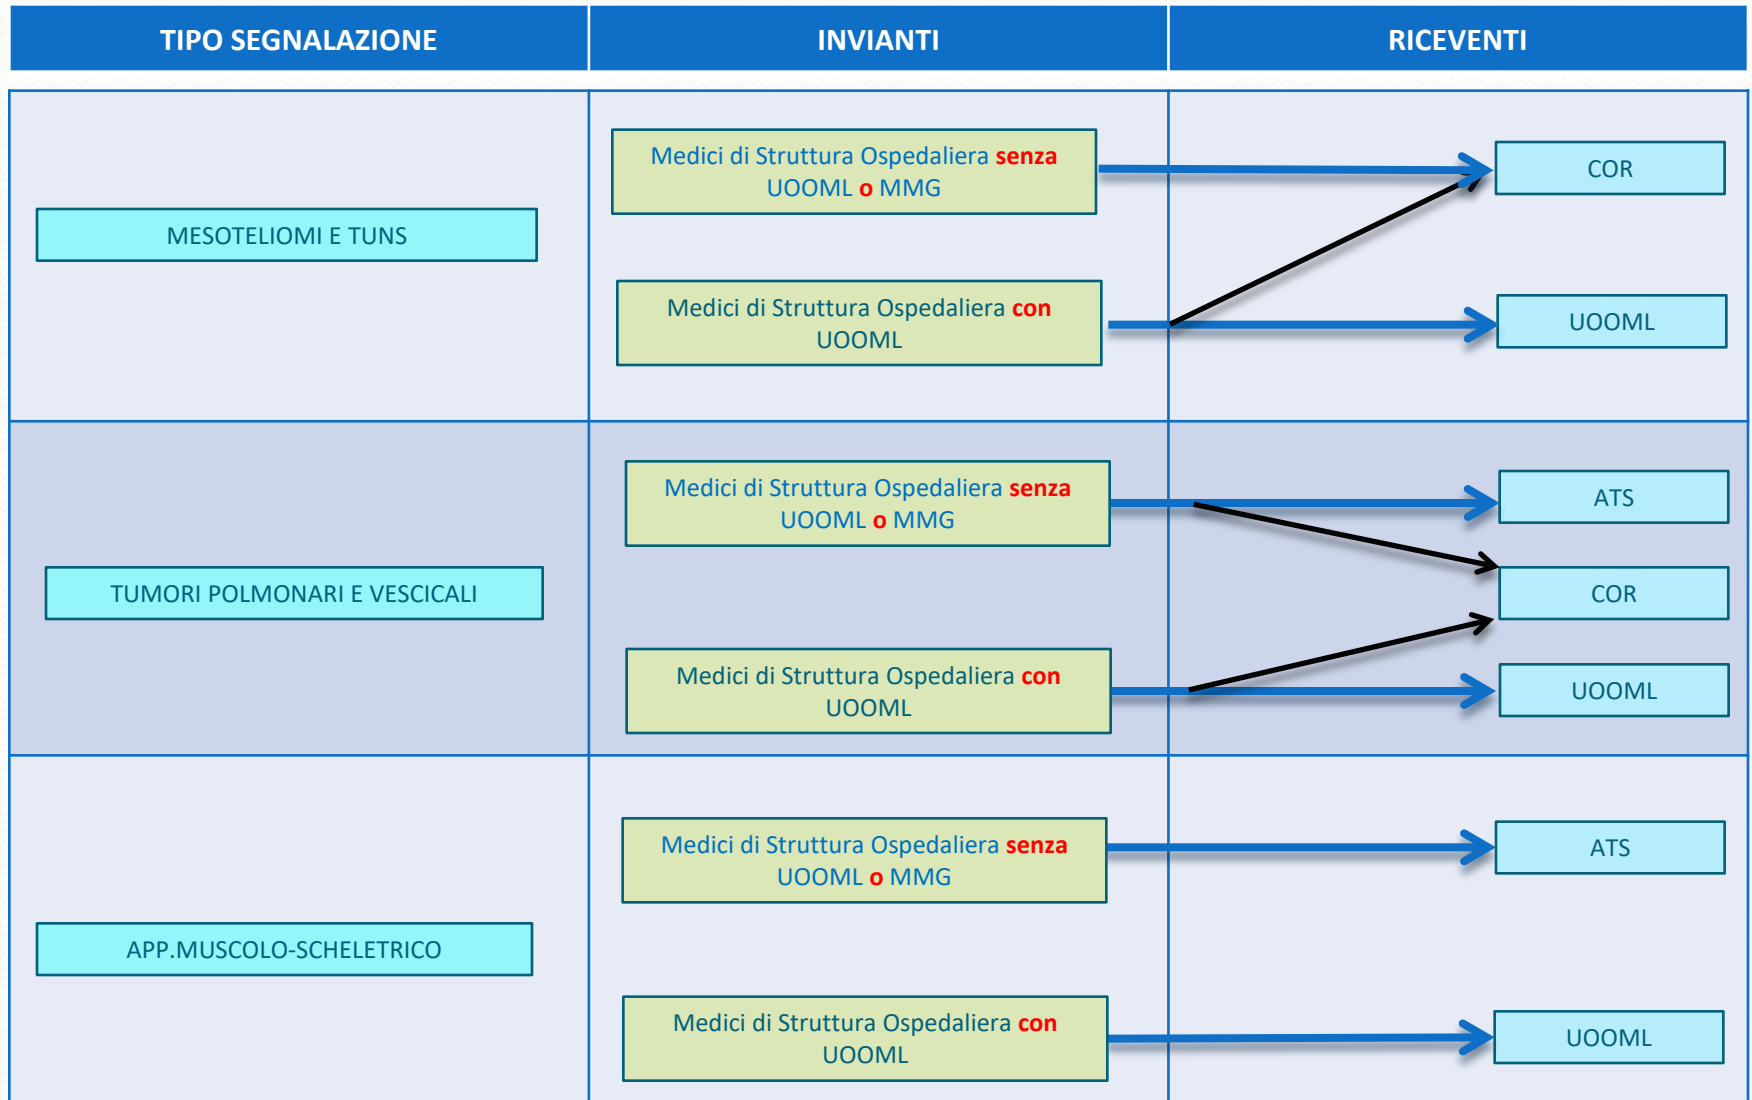 TIPO SEGNALAZIONE
INVIANTI
RICEVENTI
MESOTELIOMI E TUNS
Medici di Struttura Ospedaliera senza
UOOML o MMG
COR
Medici di Struttura Ospedaliera con
UOOML
UOOML
TUMORI POLMONARI E VESCICALI
Medici di Struttura Ospedaliera senza
UOOML o MMG
ATS
COR
Medici di Struttura Ospedaliera con
UOOML
UOOML
APP.MUSCOLO-SCHELETRICO
Medici di Struttura Ospedaliera senza
UOOML o MMG
ATS
Medici di Struttura Ospedaliera con
UOOML
UOOML